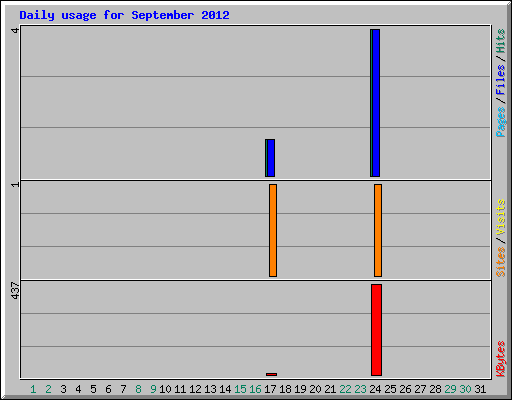 Daily usage for September 2012
4
1
437
Pages / Files / Hits
Sites / Visits
KBytes
1 2 3 4 5 6 7 8 9 10 11 12 13 14 15 16 17 18 19 20 21 22 23 24 25 26 27 28 29 30 31